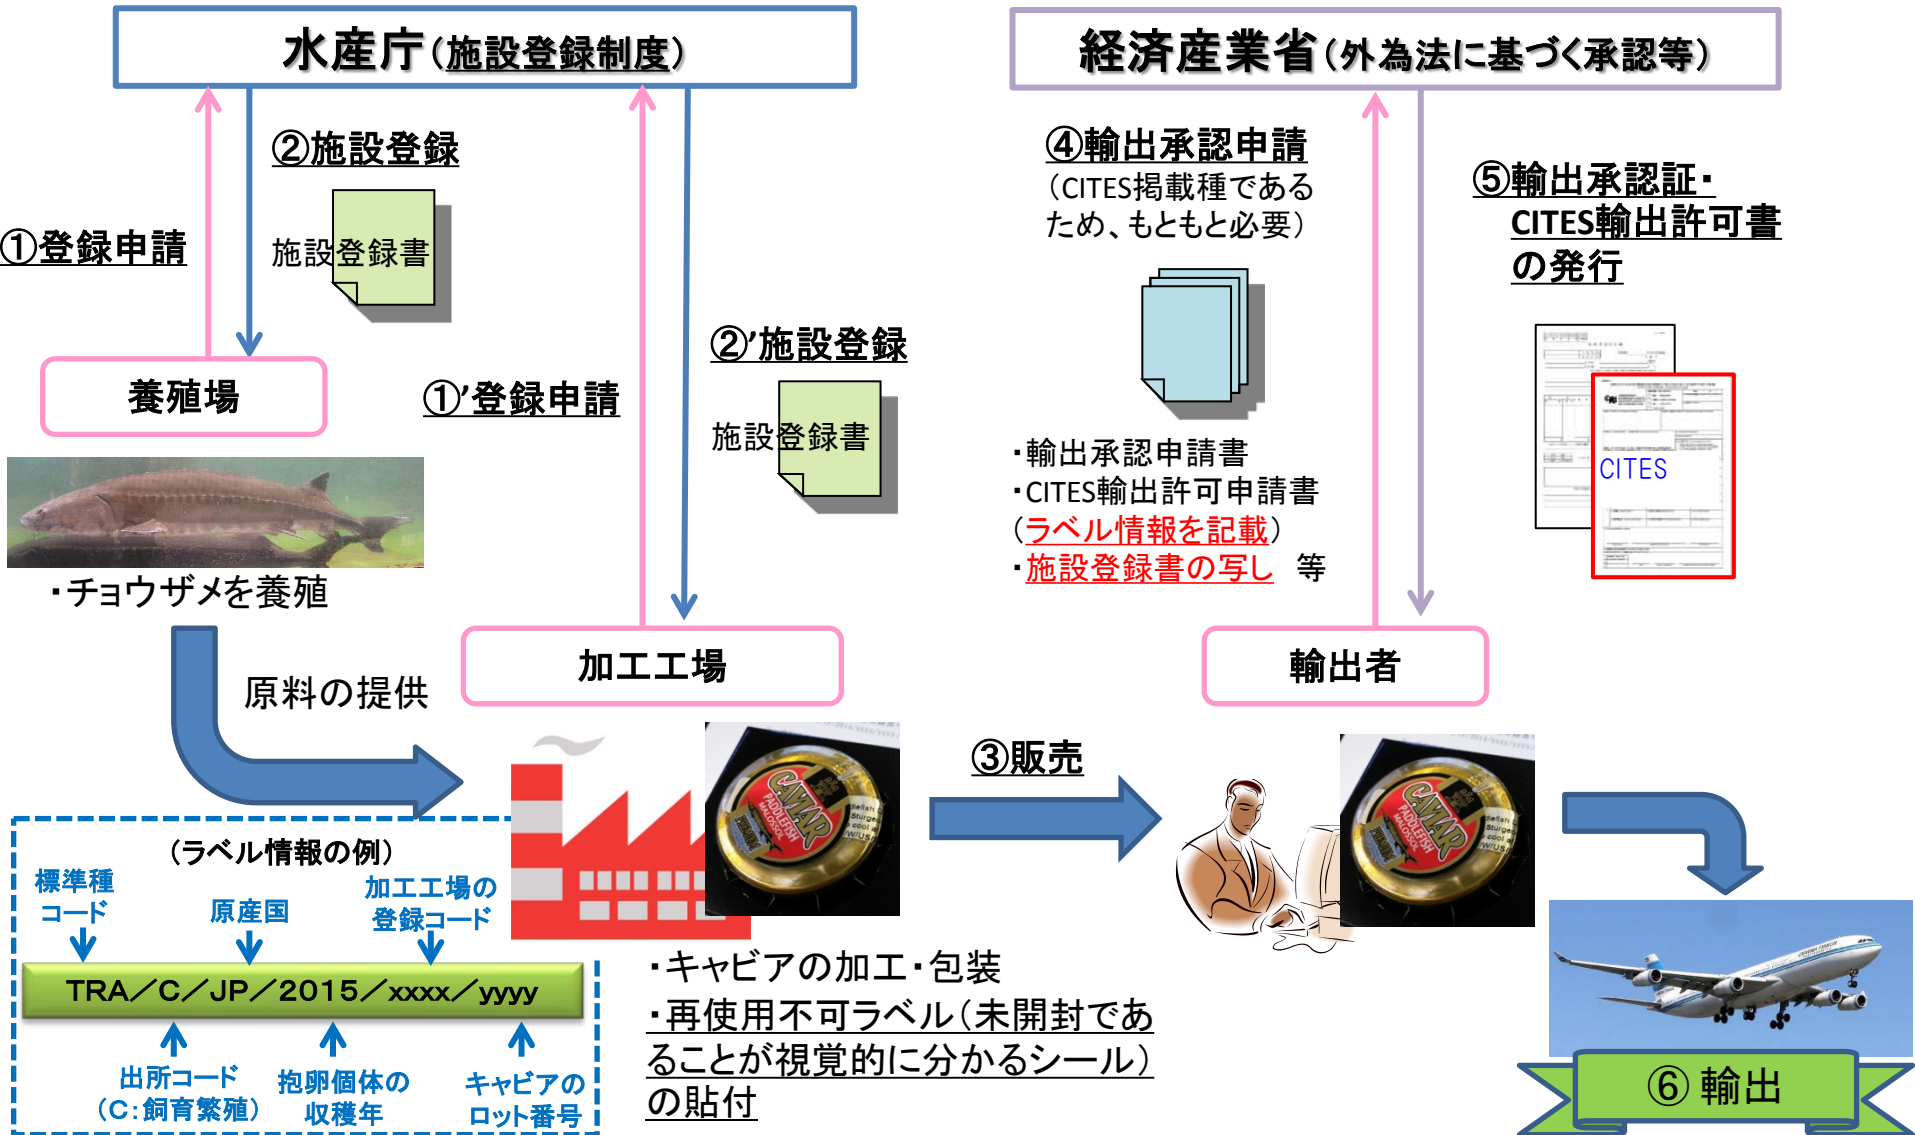 水産庁（施設登録制度）
経済産業省（外為法に基づく承認等）
①登録申請
②施設登録
施設登録書
養殖場
・チョウザメを養殖
原料の提供
①’登録申請
②’施設登録
施設登録書
加工工場
④輸出承認申請
（CITES掲載種である
ため、もともと必要）
・輸出承認申請書
・CITES輸出許可申請書
（ラベル情報を記載）
・施設登録書の写し　等
⑤輸出承認証・
CITES輸出許可書
の発行
CITES
輸出者
③販売
CAVIAR
PADDLEFISH
MALOSSOL
CAVIAR
PADDLEFISH
MALOSSOL
（ラベル情報の例）
標準種
コード
原産国
加工工場の
登録コード
TRA／C／JP／2015／xxxx／yyyy
出所コード
（C：飼育繁殖）
抱卵個体の
収穫年
キャビアの
ロット番号
・キャビアの加工・包装
・再使用不可ラベル（未開封であ
ることが視覚的に分かるシール）
の貼付
⑥ 輸出